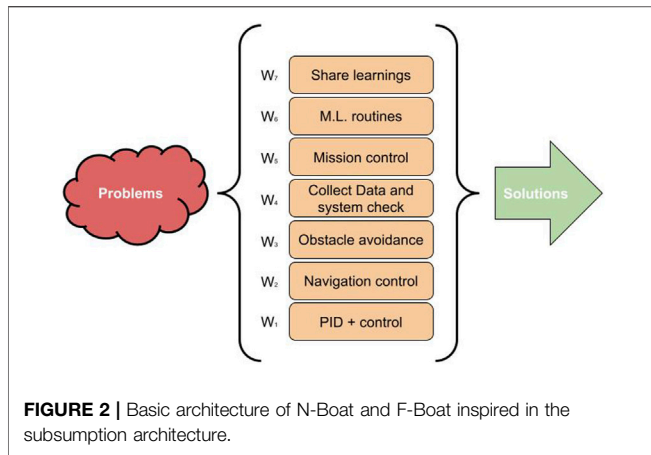 W₇ Share learnings
W₆ M.L. routines
W₅ Mission control
Problems
W₄ Collect Data and
system check
Solutions
W₃ Obstacle avoidance
W₂ Navigation control
W₁ PID + control
FIGURE 2 | Basic architecture of N-Boat and F-Boat inspired in the
subsumption architecture.